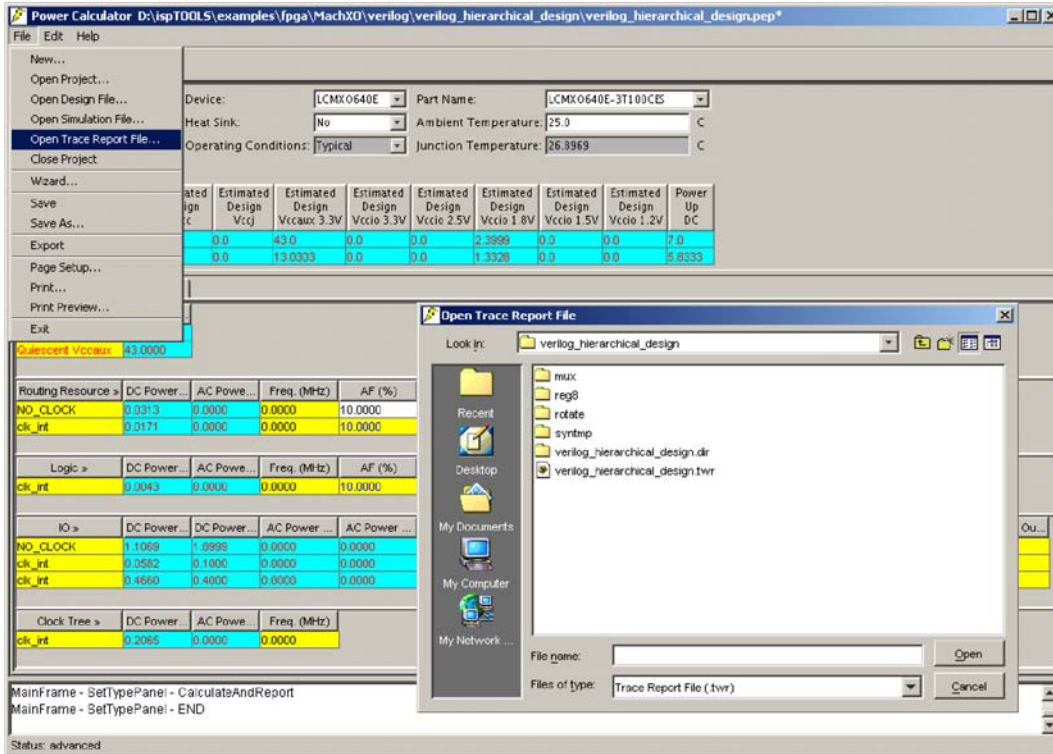 Power Calculator D:\ispTOOLS\examples\fpga\MachXO\verilog\verilog_hierarchical_design\verilog_hierarchical_design.pep*
File Edit Help
New...
Open Project...
Open Design File...
Open Simulation File...
Open Trace Report File...
Close Project
Wizard...
Save
Save As...
Export
Page Setup...
Print...
Print Preview...
Exit
Device: LCMXO640E Part Name: LCMXO640E-3T100CES
Heat Sink: No Ambient Temperature: 25.0 C
Operating Conditions: Typical Junction Temperature: 26.8969 C
ated Estimated Estimated Estimated Estimated Estimated Estimated Estimated Power
ign Design Design Design Design Design Design Design Up
c Vccj Vccaux 3.3V Vccio 3.3V Vccio 2.5V Vccio 1.8V Vccio 1.5V Vccio 1.2V DC
0.0 43.0 0.0 0.0 2.3999 0.0 0.0 7.0
0.0 13.0303 0.0 0.0 1.3328 0.0 0.0 5.8333
Quiescent Vccaux 43.0000
Routing Resource » DC Power... AC Powe... Freq. (MHz) AF (%)
NO_CLOCK 0.0313 0.0000 0.0000 10.0000
clk_int 0.0171 0.0000 0.0000 10.0000
Logic » DC Power... AC Powe... Freq. (MHz) AF (%)
clk_int 0.0043 0.0000 0.0000 10.0000
IO » DC Power... DC Power... AC Power ... AC Power ... Ou...
NO_CLOCK 1.1069 1.0999 0.0000 0.0000
clk_int 0.0582 0.1000 0.0000 0.0000
clk_int 0.4660 0.4000 0.0000 0.0000
Clock Tree » DC Power... AC Powe... Freq. (MHz)
clk_int 0.2065 0.0000 0.0000
Open Trace Report File
Look in: verilog_hierarchical_design
Recent
Desktop
My Documents
My Computer
My Network ...
mux
reg8
rotate
syntmp
verilog_hierarchical_design.dir
verilog_hierarchical_design.twr
File name: Open
Files of type: Trace Report File (.twr) Cancel
MainFrame - SetTypePanel - CalculateAndReport
MainFrame - SetTypePanel - END
Status: advanced